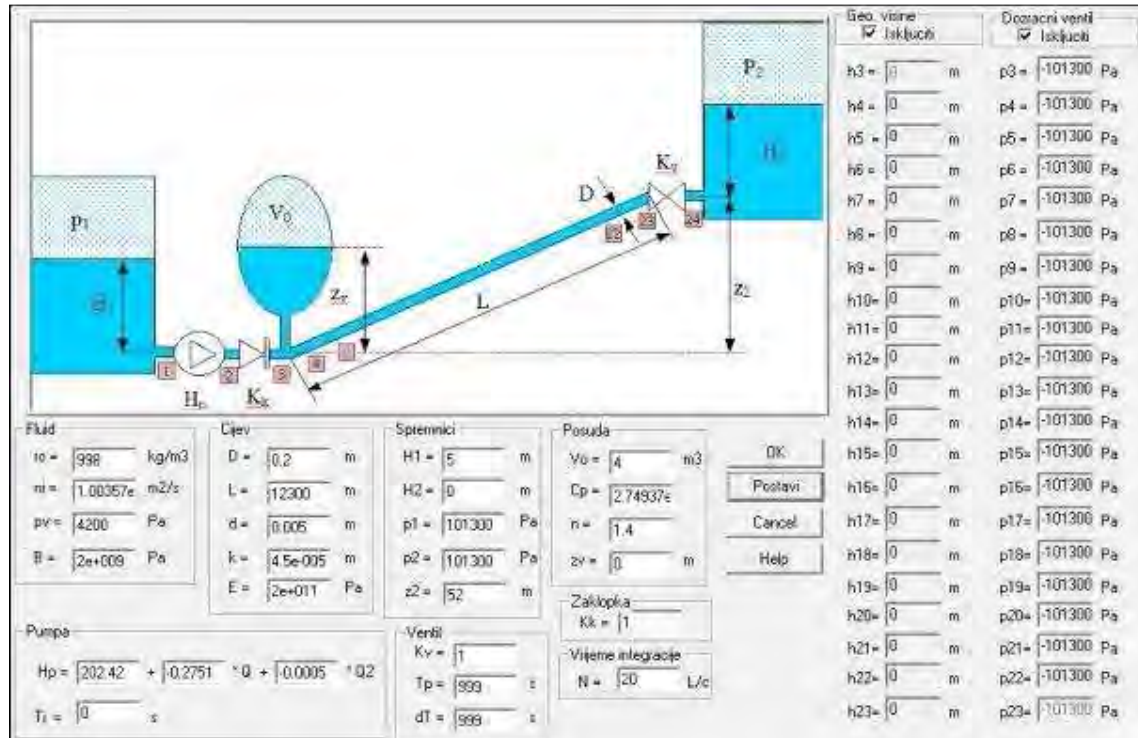 Geo. visine
Iskljuciti
Dozracni ventil
Iskljuciti
p1
H1
Hp
Kk
V0
zv
D
L
Kv
z2
P2
1
2
3
4
22
23
24
h3 = 0 m
h4 = 0 m
h5 = 0 m
h6 = 0 m
h7 = 0 m
h8 = 0 m
h9 = 0 m
h10= 0 m
h11= 0 m
h12= 0 m
h13= 0 m
h14= 0 m
h15= 0 m
h16= 0 m
h17= 0 m
h18= 0 m
h19= 0 m
h20= 0 m
h21= 0 m
h22= 0 m
h23= 0 m
p3 = -101300 Pa
p4 = -101300 Pa
p5 = -101300 Pa
p6 = -101300 Pa
p7 = -101300 Pa
p8 = -101300 Pa
p9 = -101300 Pa
p10= -101300 Pa
p11= -101300 Pa
p12= -101300 Pa
p13= -101300 Pa
p14= -101300 Pa
p15= -101300 Pa
p16= -101300 Pa
p17= -101300 Pa
p18= -101300 Pa
p19= -101300 Pa
p20= -101300 Pa
p21= -101300 Pa
p22= -101300 Pa
p23= -101300 Pa
Fluid
ro = 998 kg/m3
ni = 1.00357e m2/s
pv = 4200 Pa
B = 2e+009 Pa
Cijev
D = 0.2 m
L = 12300 m
d = 0.005 m
k = 4.5e-005 m
E = 2e+011 Pa
Spremnici
H1 = 5 m
H2 = 0 m
p1 = 101300 Pa
p2 = 101300 Pa
z2 = 52 m
Posuda
Vo = 4 m3
Cp = 2.74937e
n = 1.4
zv = 0 m
OK
Postavi
Cancel
Help
Zaklopka
Kk = 1
Pumpa
Hp = 202.42 + -0.2751 *Q + -0.0005 *Q2
Ti = 0 s
Ventil
Kv = 1
Tp = 999 s
dT = 999 s
Vrijeme integracije
N = 20 L/c